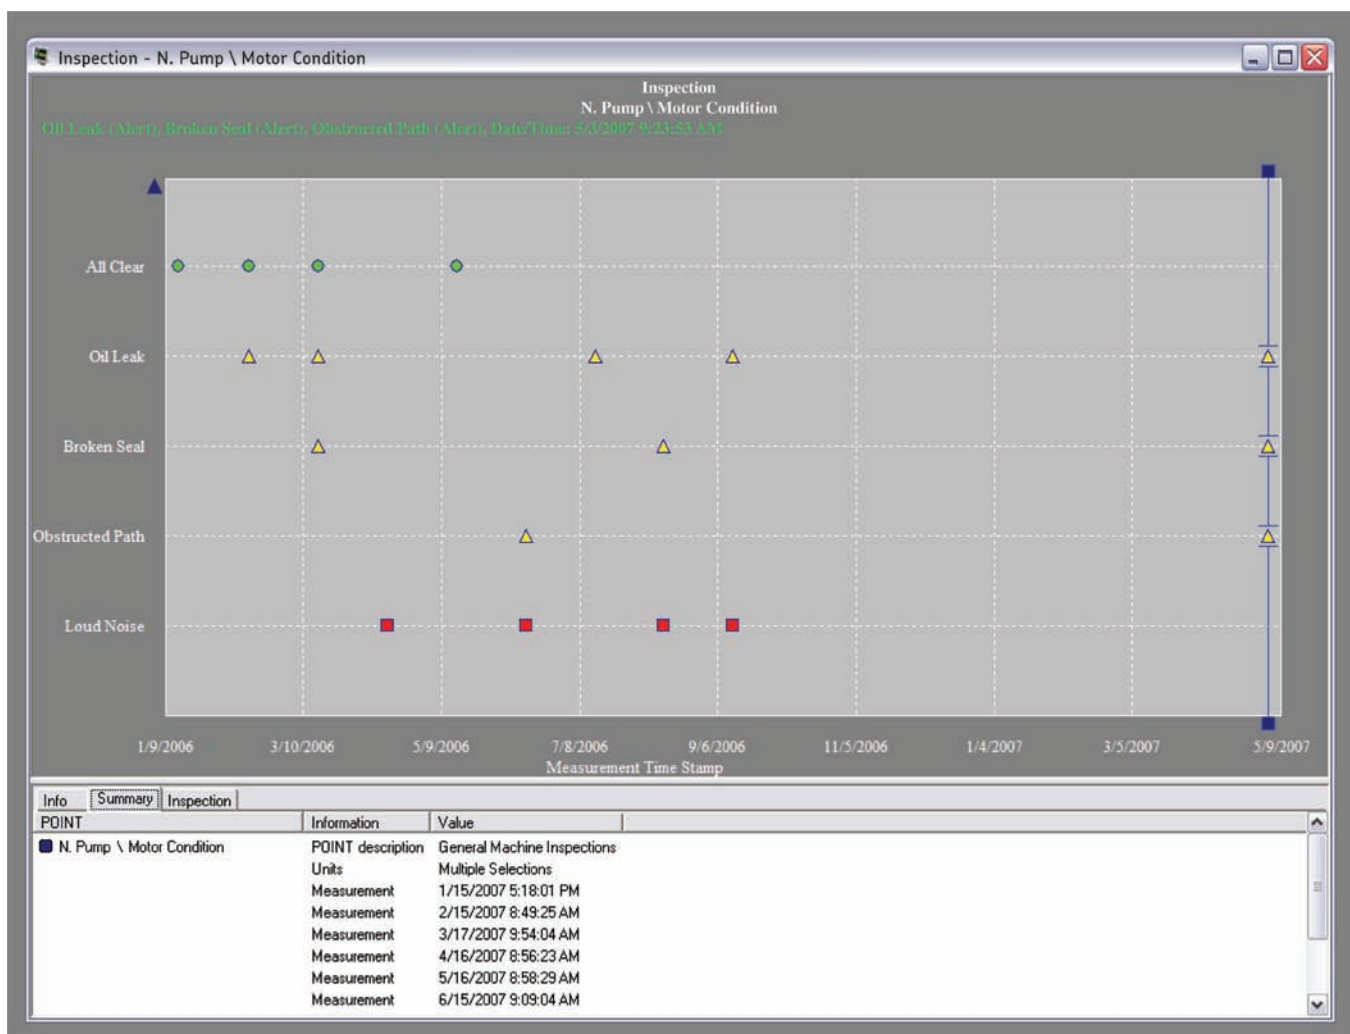 Inspection - N. Pump \ Motor Condition
Inspection
N. Pump \ Motor Condition
Oil Leak (Alert), Broken Seal (Alert), Obstructed Path (Alert), Date/Time: 5/3/2007 9:23:53 AM
All Clear
Oil Leak
Broken Seal
Obstructed Path
Loud Noise
1/9/2006 3/10/2006 5/9/2006 7/8/2006 9/6/2006 11/5/2006 1/4/2007 3/5/2007 5/9/2007
Measurement Time Stamp
Info Summary Inspection
POINT Information Value
N. Pump \ Motor Condition POINT description General Machine Inspections
Units Multiple Selections
Measurement 1/15/2007 5:18:01 PM
Measurement 2/15/2007 8:49:25 AM
Measurement 3/17/2007 9:54:04 AM
Measurement 4/16/2007 8:56:23 AM
Measurement 5/16/2007 8:58:29 AM
Measurement 6/15/2007 9:09:04 AM